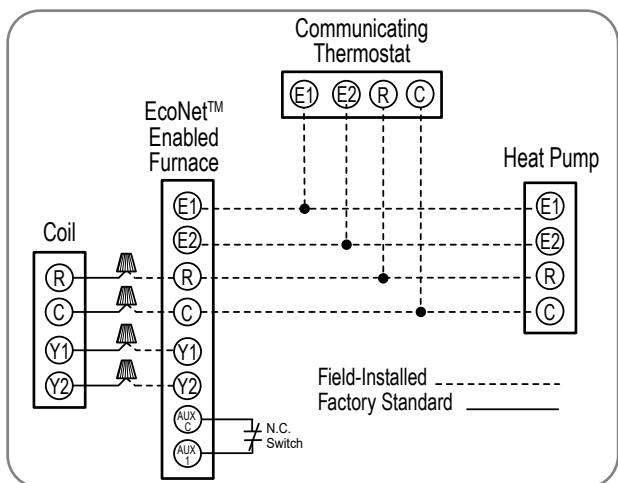 Communicating
Thermostat
E1 E2 R C
EcoNet™
Enabled
Furnace
Heat Pump
Coil
E1
E2
R
C
Y1
Y2
AUX
C
AUX
1
R
C
Y1
Y2
E1
E2
R
C
N.C.
Switch
Field-Installed
Factory Standard